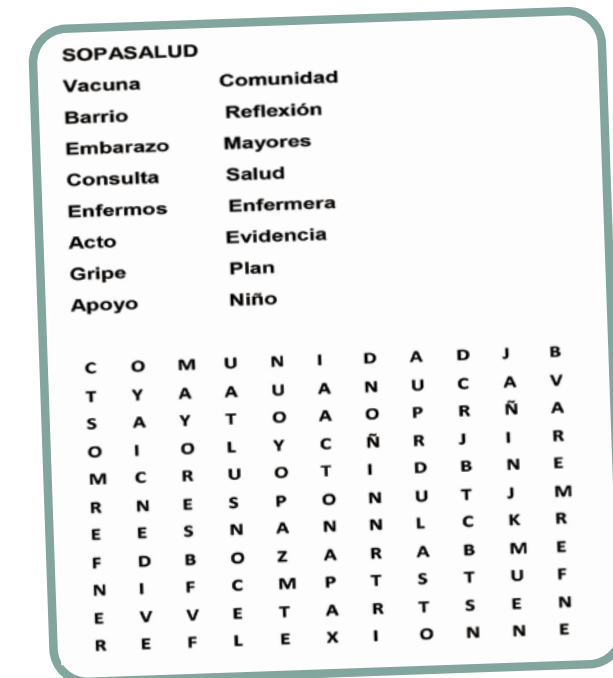 SOPASALUD
Vacuna Comunidad
Barrio Reflexión
Embarazo Mayores
Consulta Salud
Enfermos Enfermera
Acto Evidencia
Gripe Plan
Apoyo Niño
C O M U N I D A D J B
T Y A A U A N U C A V
S A Y T O A O P R Ñ A
O I O L Y C Ñ R J I R
M C R U O T I D B N E
R N E S P O N U T J M
E E S N A N N L C K R
F D B O Z A R A B M E
N I F C M P T S T U F
E V V E T A R T S E N
R E F L E X I O N N E